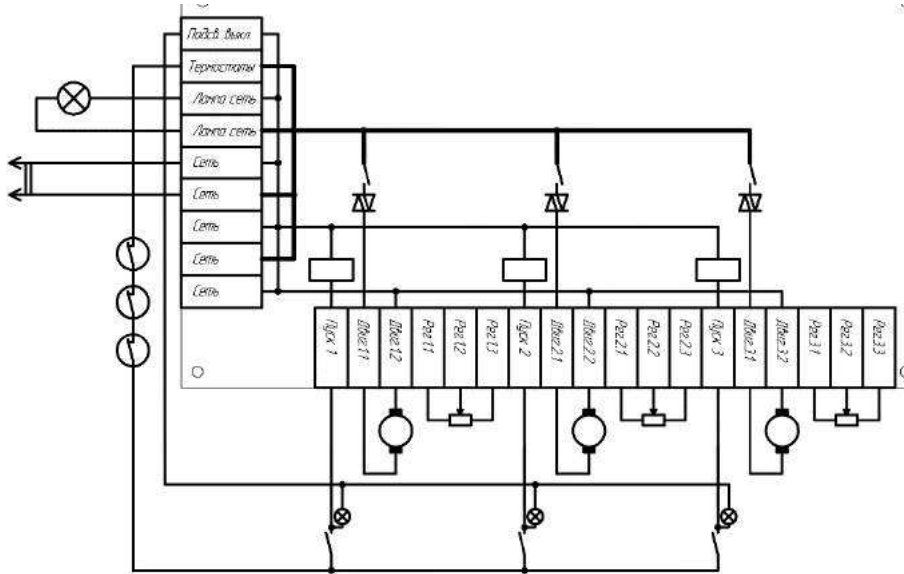 Подсв. выкл.
Термостаты
Лампа сеть
Лампа сеть
Сеть
Сеть
Сеть
Сеть
Сеть
Пуск 1
Двиг.1.1
Двиг.1.2
Рег.1.1
Рег.1.2
Рег.1.3
Пуск 2
Двиг.2.1
Двиг.2.2
Рег.2.1
Рег.2.2
Рег.2.3
Пуск 3
Двиг.3.1
Двиг.3.2
Рег.3.1
Рег.3.2
Рег.3.3